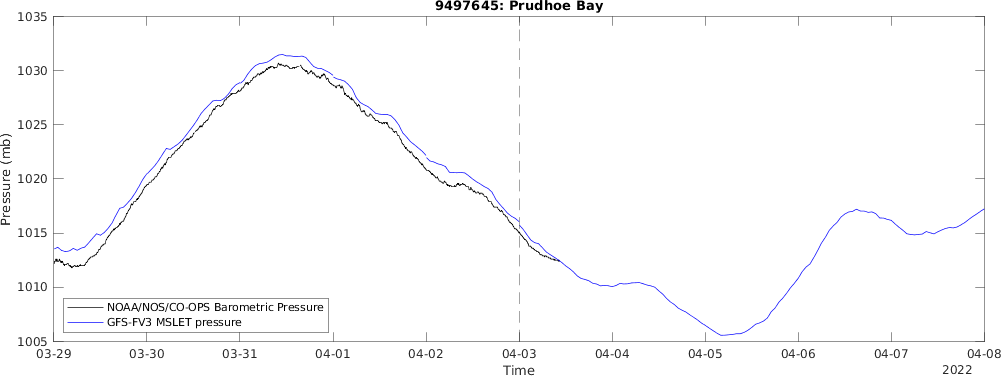 9497645: Prudhoe Bay
1035
1030
1025
1020
1015
1010
1005
Pressure (mb)
NOAA/NOS/CO-OPS Barometric Pressure
GFS-FV3 MSLET pressure
03-29 03-30 03-31 04-01 04-02 04-03 04-04 04-05 04-06 04-07 04-08
Time
2022